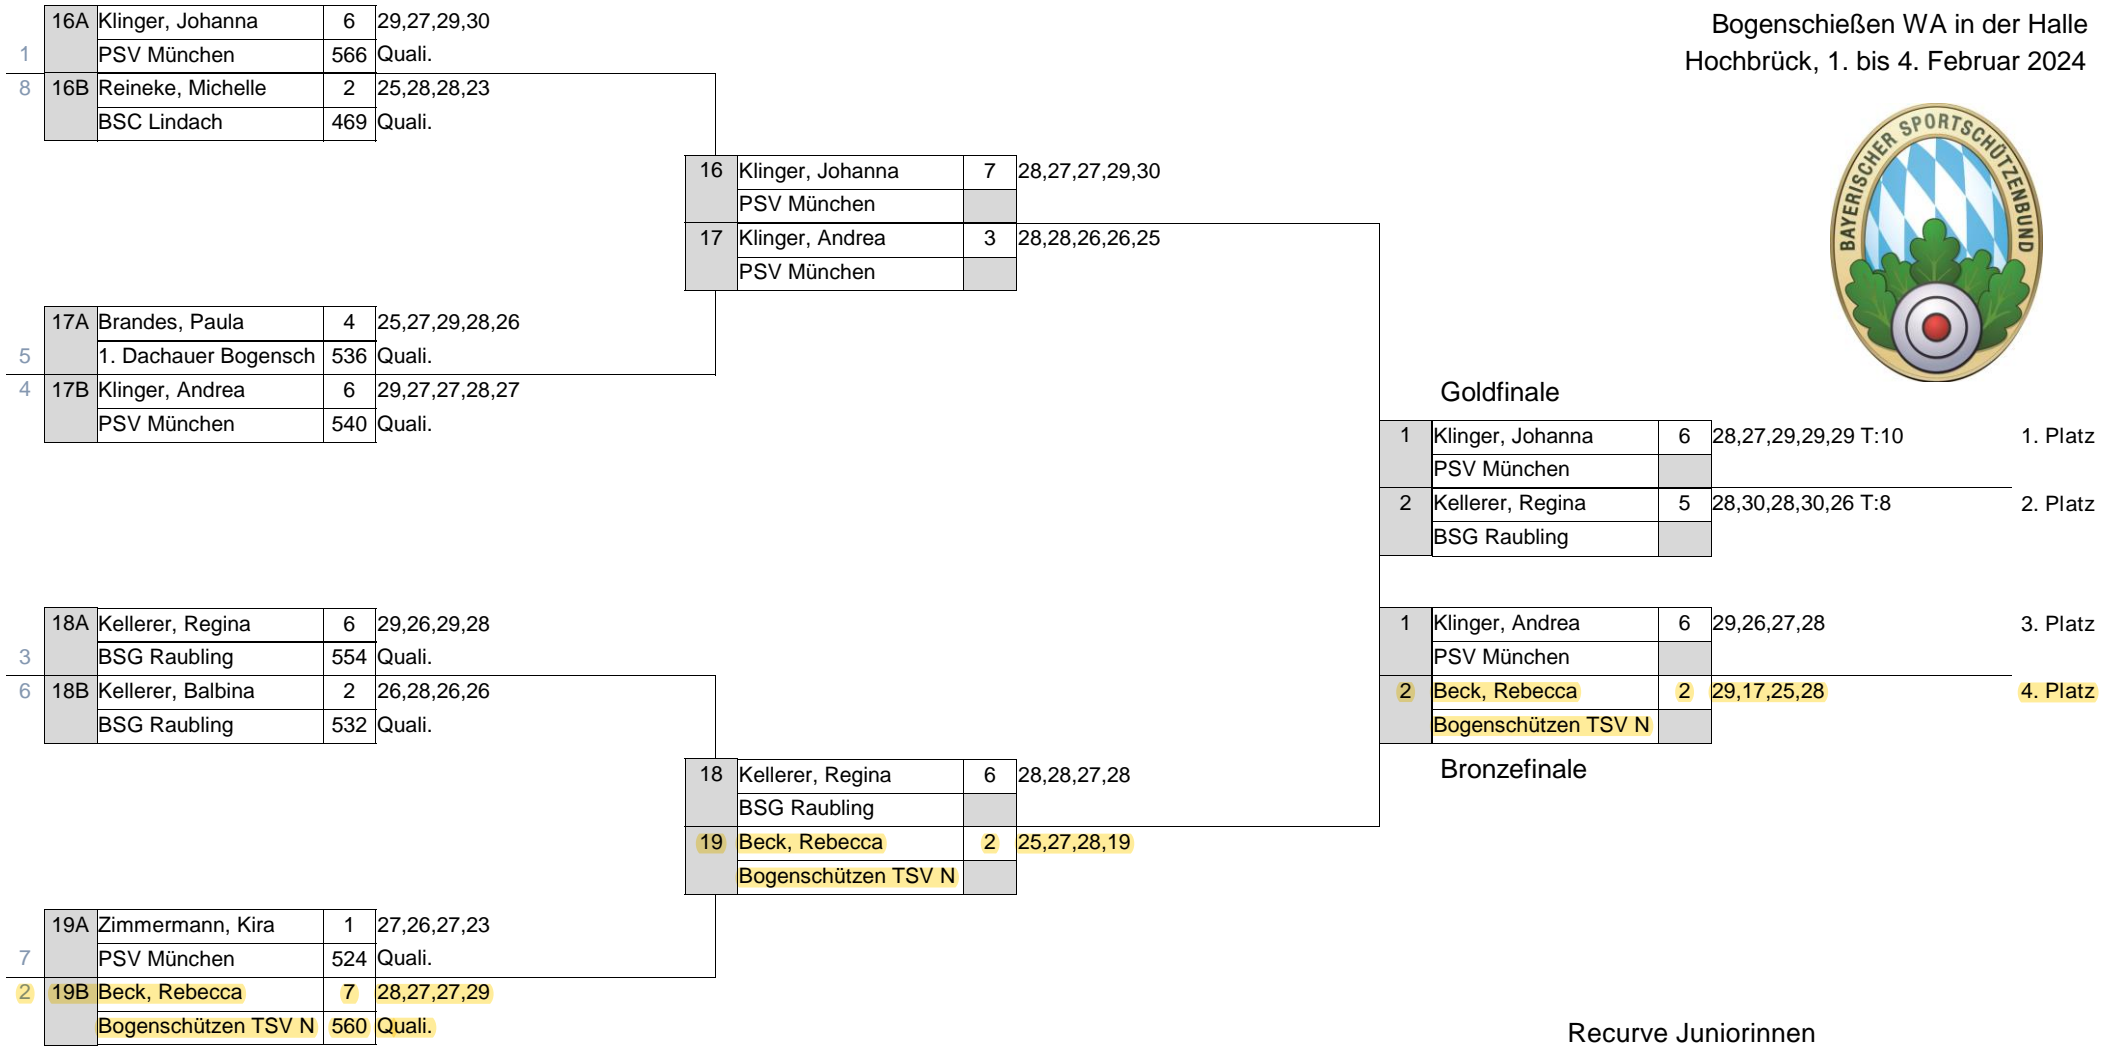 Bogenschießen WA in der Halle
Hochbrück, 1. bis 4. Februar 2024
BAYERISCHER SPORTSCHÜTZENBUND
16A Klinger, Johanna 6 29,27,29,30
1 PSV München 566 Quali.
8 16B Reineke, Michelle 2 25,28,28,23
BSC Lindach 469 Quali.
17A Brandes, Paula 4 25,27,29,28,26
5 1. Dachauer Bogensch 536 Quali.
4 17B Klinger, Andrea 6 29,27,27,28,27
PSV München 540 Quali.
18A Kellerer, Regina 6 29,26,29,28
3 BSG Raubling 554 Quali.
6 18B Kellerer, Balbina 2 26,28,26,26
BSG Raubling 532 Quali.
19A Zimmermann, Kira 1 27,26,27,23
7 PSV München 524 Quali.
2 19B Beck, Rebecca 7 28,27,27,29
Bogenschützen TSV N 560 Quali.
16 Klinger, Johanna 7 28,27,27,29,30
PSV München
17 Klinger, Andrea 3 28,28,26,26,25
PSV München
18 Kellerer, Regina 6 28,28,27,28
BSG Raubling
19 Beck, Rebecca 2 25,27,28,19
Bogenschützen TSV N
Goldfinale
1 Klinger, Johanna 6 28,27,29,29,29 T:10 1. Platz
PSV München
2 Kellerer, Regina 5 28,30,28,30,26 T:8 2. Platz
BSG Raubling
1 Klinger, Andrea 6 29,26,27,28 3. Platz
PSV München
2 Beck, Rebecca 2 29,17,25,28 4. Platz
Bogenschützen TSV N
Bronzefinale
Recurve Juniorinnen